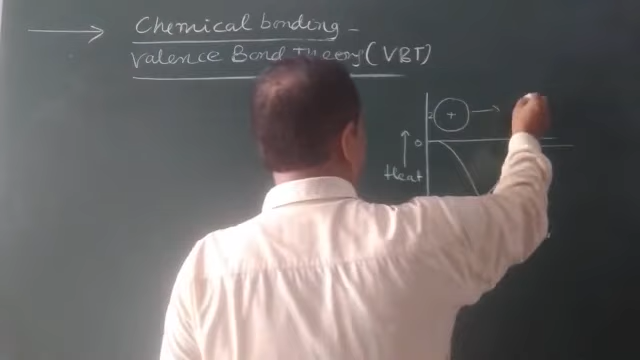 Chemical bonding -
Valence Bond Theory (VBT)
+
0
Heat